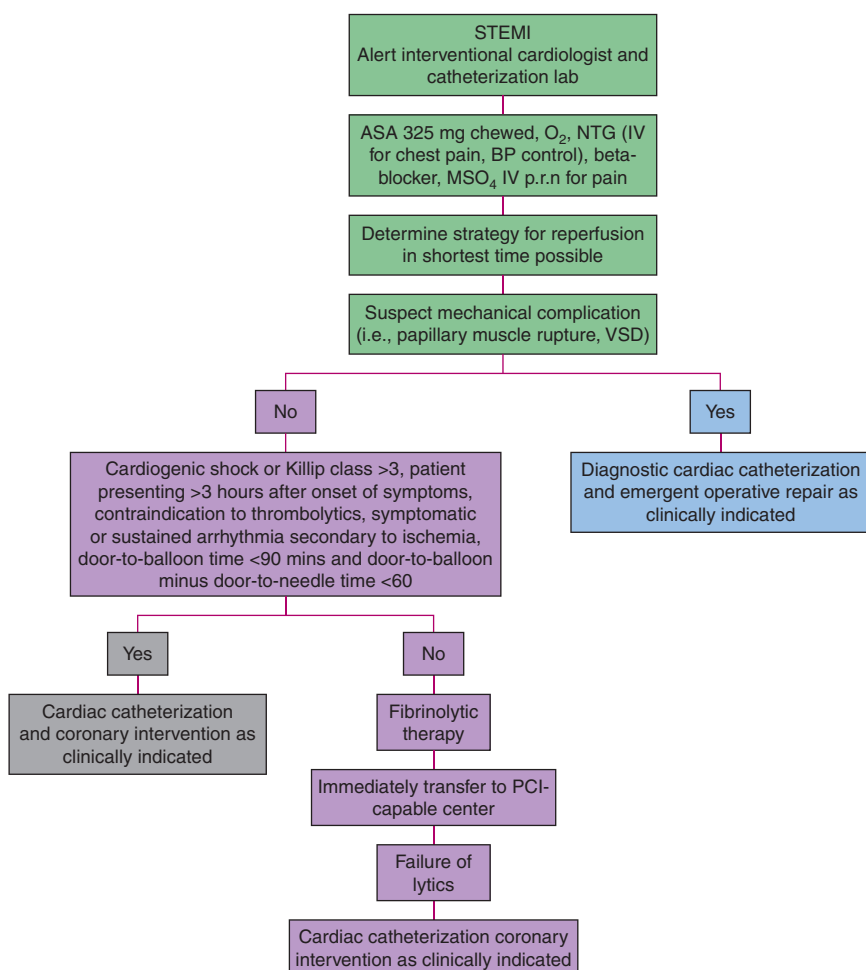 STEMI
Alert interventional cardiologist and
catheterization lab
ASA 325 mg chewed, O₂, NTG (IV
for chest pain, BP control), beta-
blocker, MSO₄ IV p.r.n for pain
Determine strategy for reperfusion
in shortest time possible
Suspect mechanical complication
(i.e., papillary muscle rupture, VSD)
No
Yes
Cardiogenic shock or Killip class >3, patient
presenting >3 hours after onset of symptoms,
contraindication to thrombolytics, symptomatic
or sustained arrhythmia secondary to ischemia,
door-to-balloon time <90 mins and door-to-balloon
minus door-to-needle time <60
Diagnostic cardiac catheterization
and emergent operative repair as
clinically indicated
Yes
No
Cardiac catheterization
and coronary intervention as
clinically indicated
Fibrinolytic
therapy
Immediately transfer to PCI-
capable center
Failure of
lytics
Cardiac catheterization coronary
intervention as clinically indicated